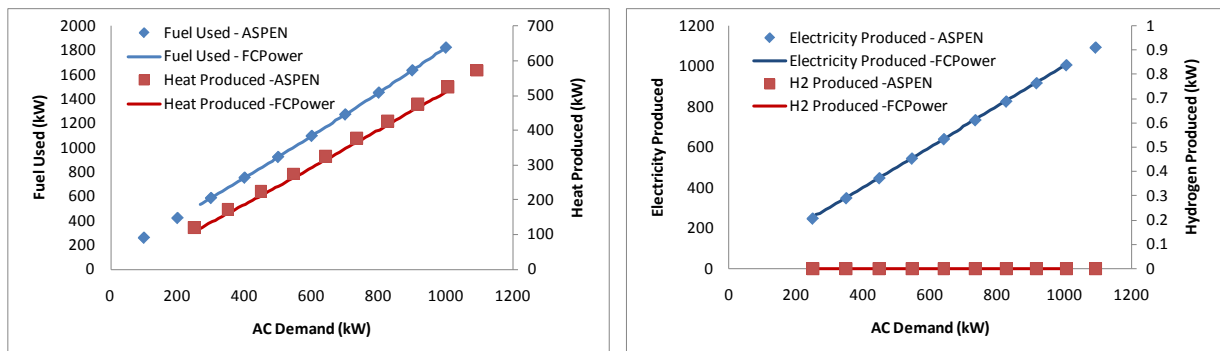 Fuel Used - ASPEN
Fuel Used - FCPower
Heat Produced -ASPEN
Heat Produced -FCPower
2000
1800
1600
1400
1200
1000
800
600
400
200
0
Fuel Used (kW)
700
600
500
400
300
200
100
0
Heat Produced (kW)
0 200 400 600 800 1000 1200
AC Demand (kW)
Electricity Produced - ASPEN
Electricity Produced -FCPower
H2 Produced -ASPEN
H2 Produced -FCPower
1200
1000
800
600
400
200
0
Electricity Produced
1
0.9
0.8
0.7
0.6
0.5
0.4
0.3
0.2
0.1
0
Hydrogen Produced (kW)
0 200 400 600 800 1000 1200
AC Demand (kW)